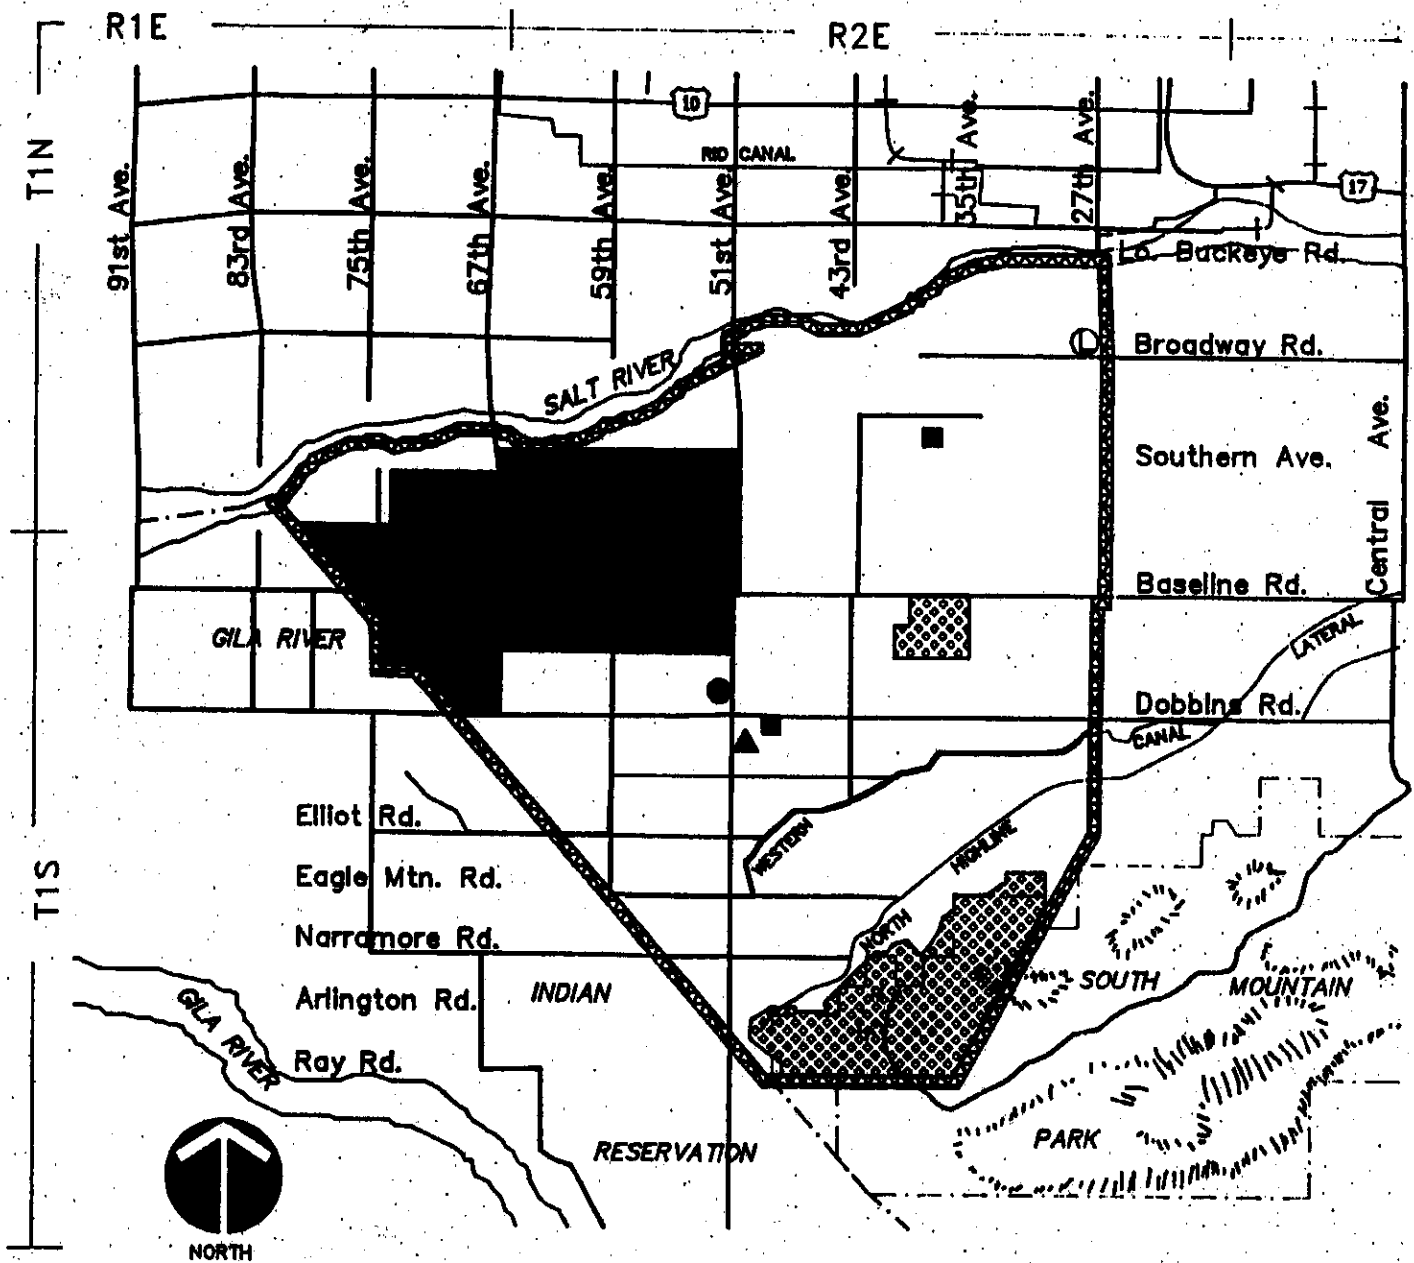 R1E
R2E
T1N
10
17
RID CANAL
91st Ave.
83rd Ave.
75th Ave.
67th Ave.
59th Ave.
51st Ave.
43rd Ave.
35th Ave.
27th Ave.
Lo. Buckeye Rd.
L
Broadway Rd.
SALT RIVER
Southern Ave.
Central Ave.
Baseline Rd.
GILA RIVER
LATERAL
Dobbins Rd.
CANAL
Elliot Rd.
WESTERN
HIGHLINE
Eagle Mtn. Rd.
T1S
NORTH
Narramore Rd.
GILA RIVER
Arlington Rd.
INDIAN
SOUTH
MOUNTAIN
Ray Rd.
PARK
RESERVATION
NORTH